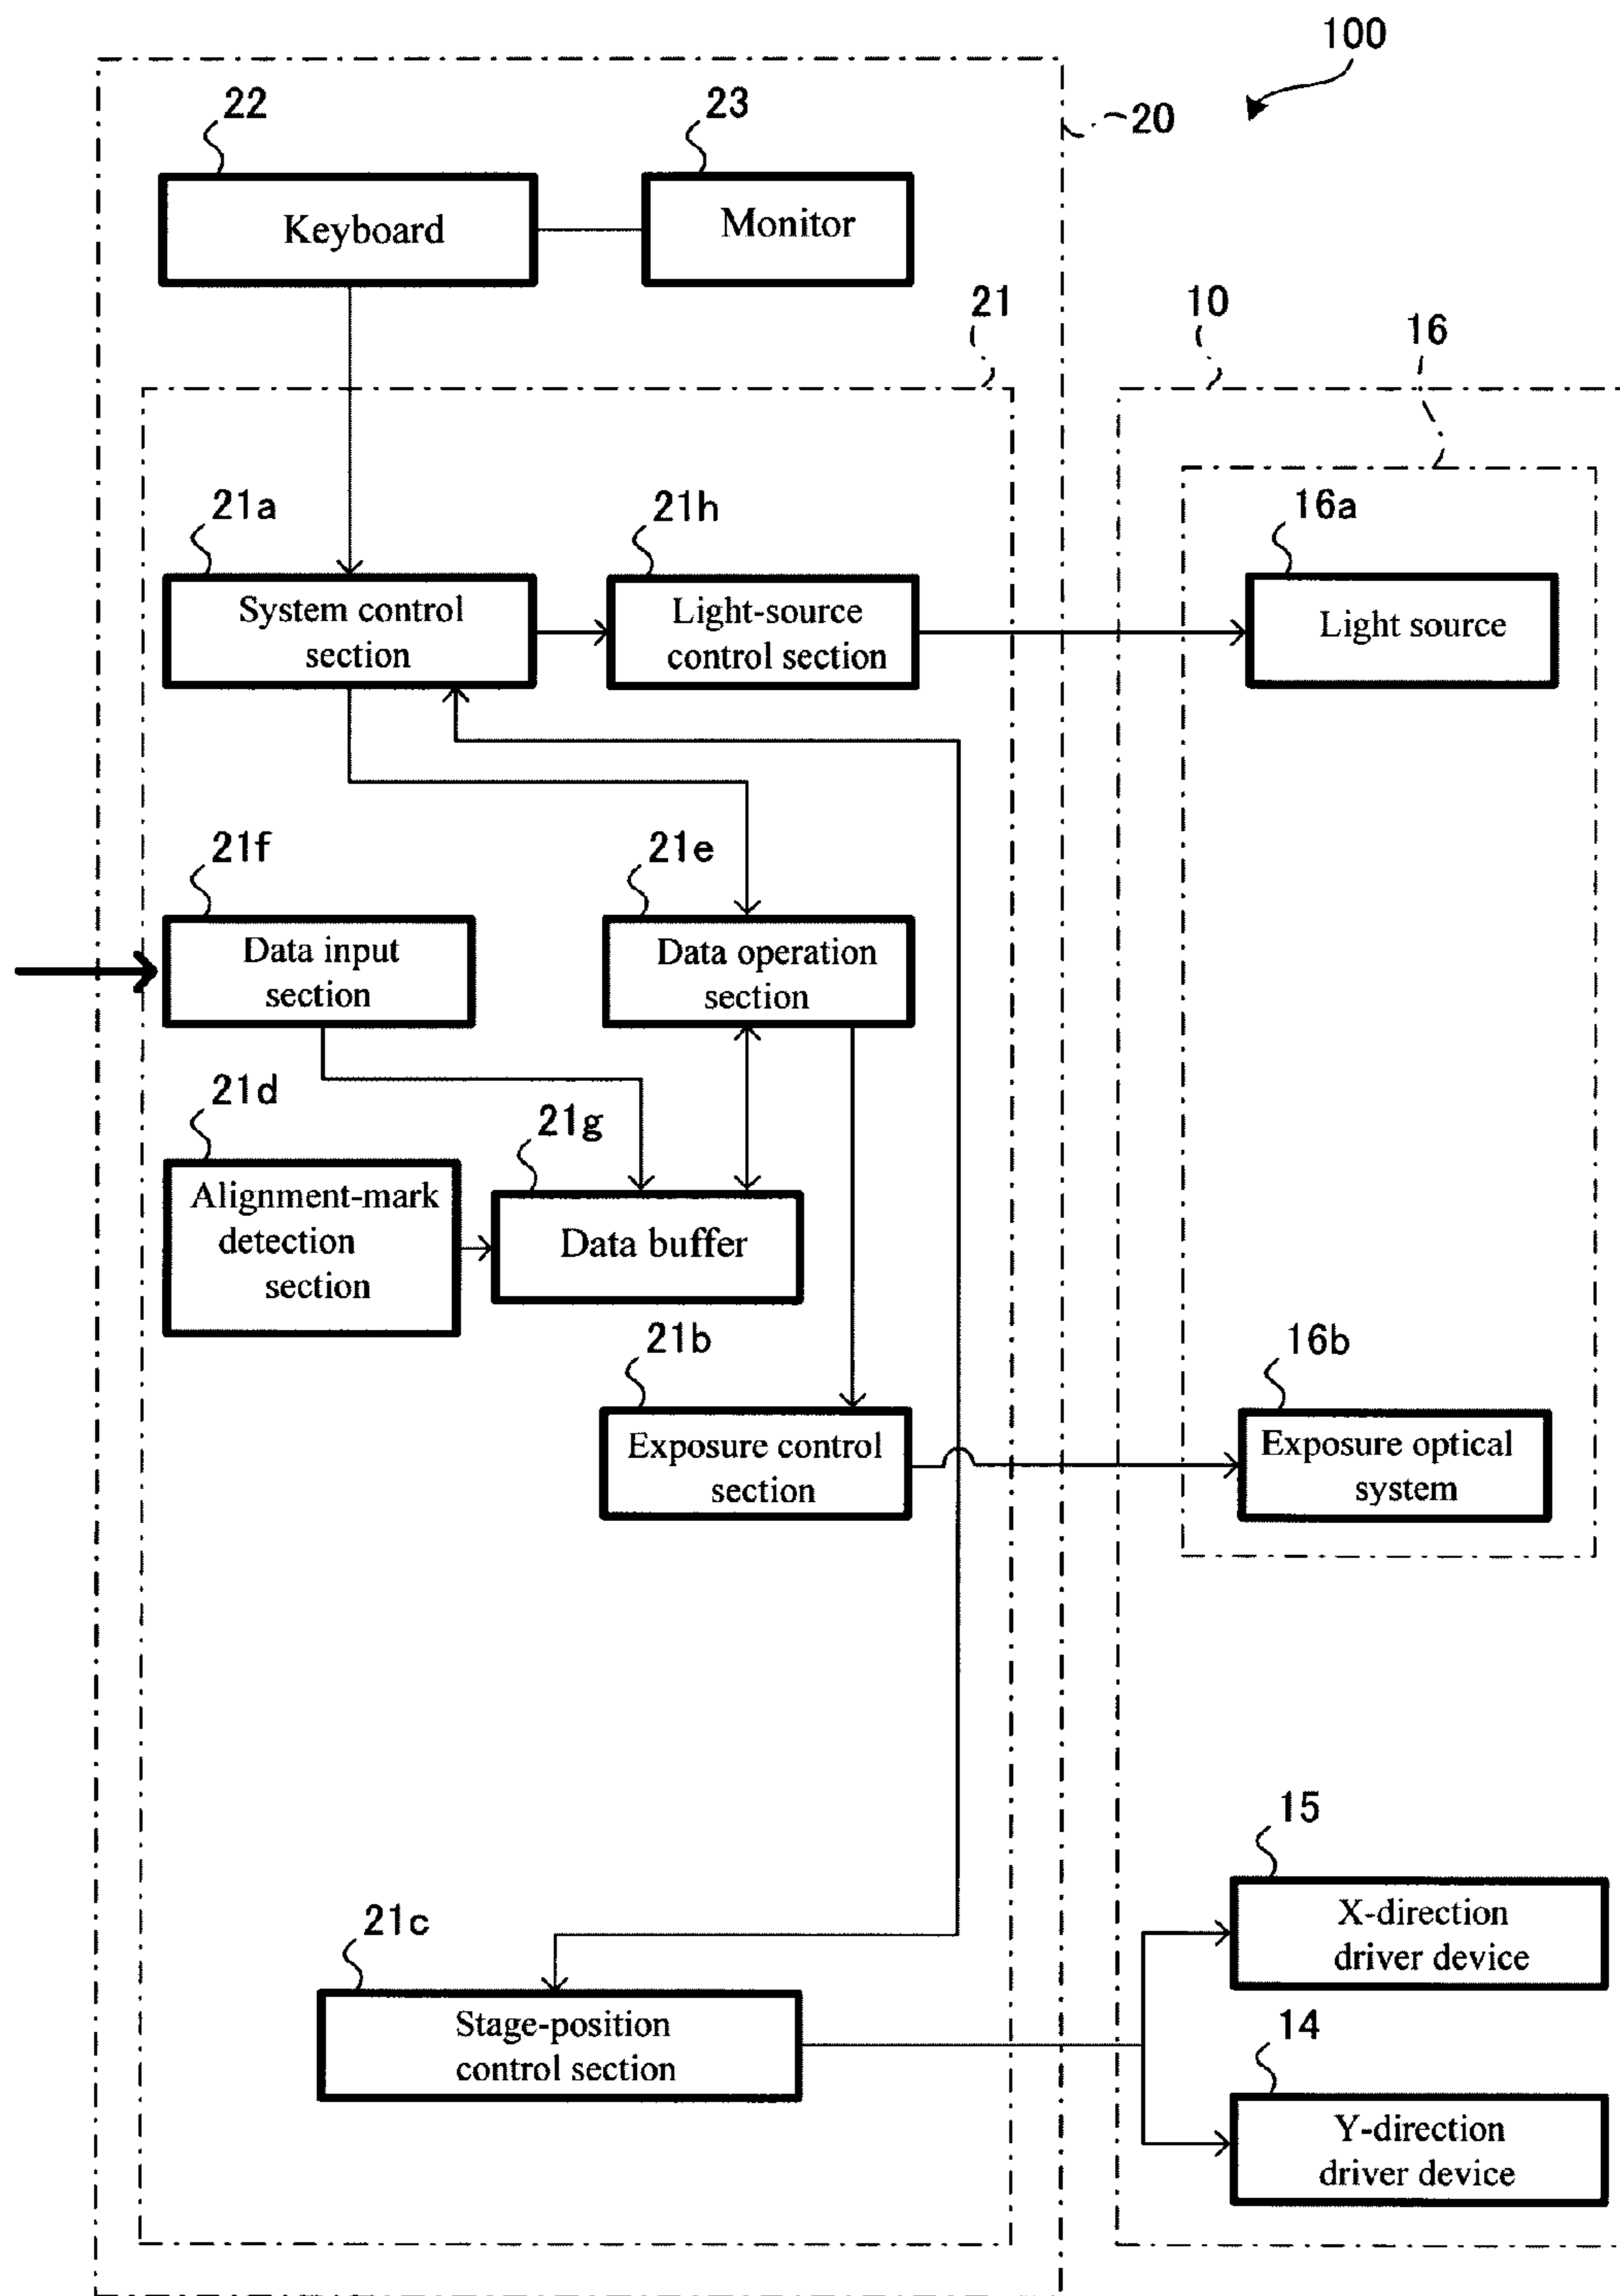 100
20
22
23
Keyboard
Monitor
21
10
16
21a
21h
16a
System control
section
Light-source
control section
Light source
21f
21e
Data input
section
Data operation
section
21d
21g
Alignment-mark
detection
section
Data buffer
21b
16b
Exposure control
section
Exposure optical
system
15
X-direction
driver device
21c
Stage-position
control section
14
Y-direction
driver device